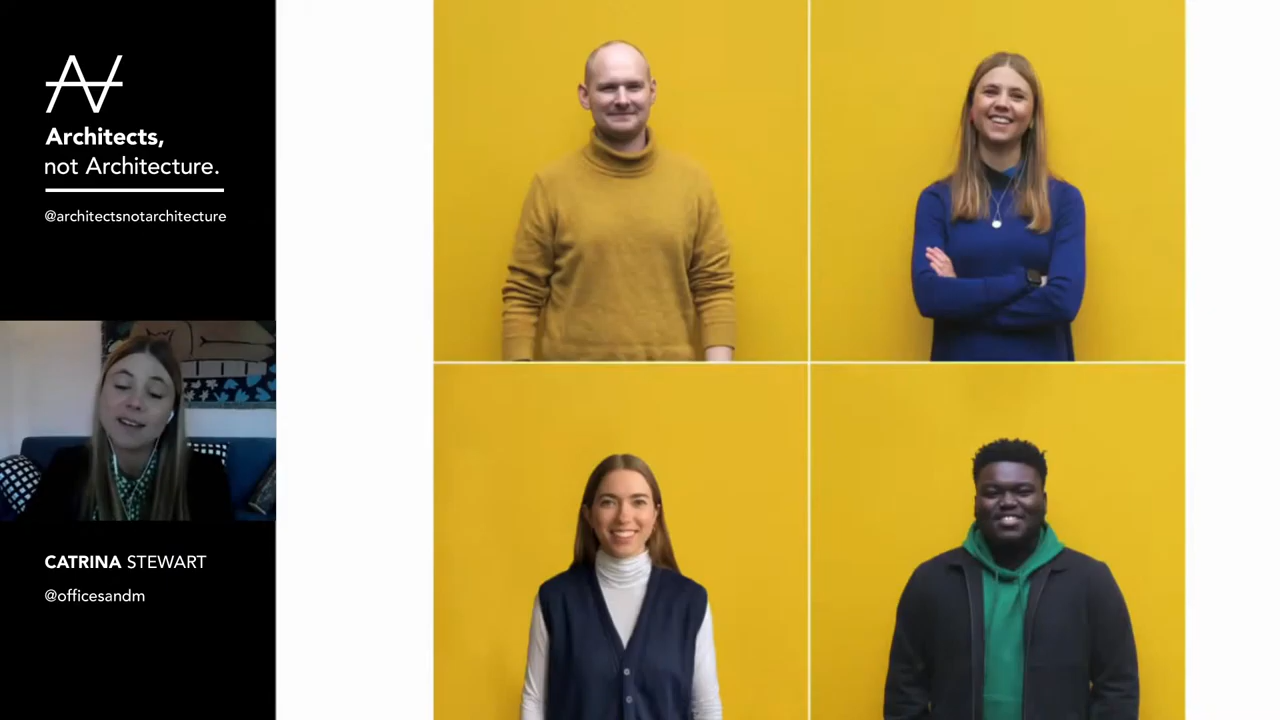 Architects,
not Architecture.
@architectsnotarchitecture
CATRINA STEWART
@officesandm